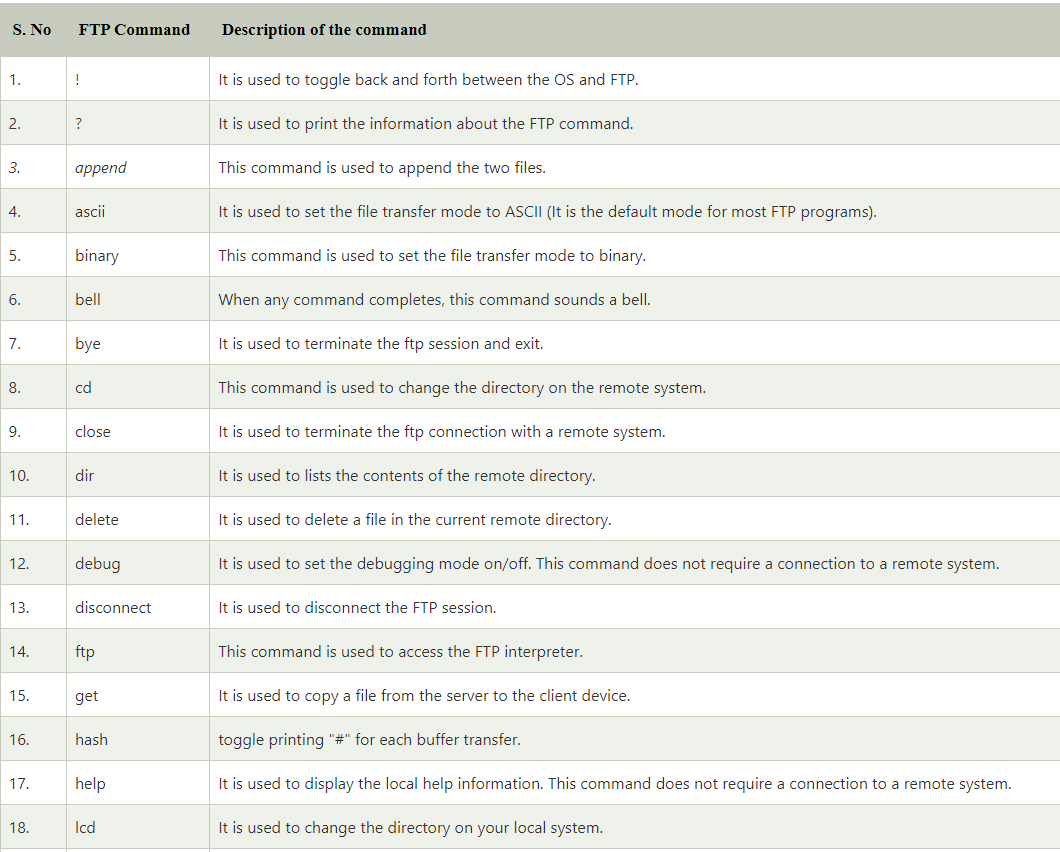 S. No FTP Command Description of the command
1. ! It is used to toggle back and forth between the OS and FTP.
2. ? It is used to print the information about the FTP command.
3. append This command is used to append the two files.
4. ascii It is used to set the file transfer mode to ASCII (It is the default mode for most FTP programs).
5. binary This command is used to set the file transfer mode to binary.
6. bell When any command completes, this command sounds a bell.
7. bye It is used to terminate the ftp session and exit.
8. cd This command is used to change the directory on the remote system.
9. close It is used to terminate the ftp connection with a remote system.
10. dir It is used to lists the contents of the remote directory.
11. delete It is used to delete a file in the current remote directory.
12. debug It is used to set the debugging mode on/off. This command does not require a connection to a remote system.
13. disconnect It is used to disconnect the FTP session.
14. ftp This command is used to access the FTP interpreter.
15. get It is used to copy a file from the server to the client device.
16. hash toggle printing "#" for each buffer transfer.
17. help It is used to display the local help information. This command does not require a connection to a remote system.
18. lcd It is used to change the directory on your local system.